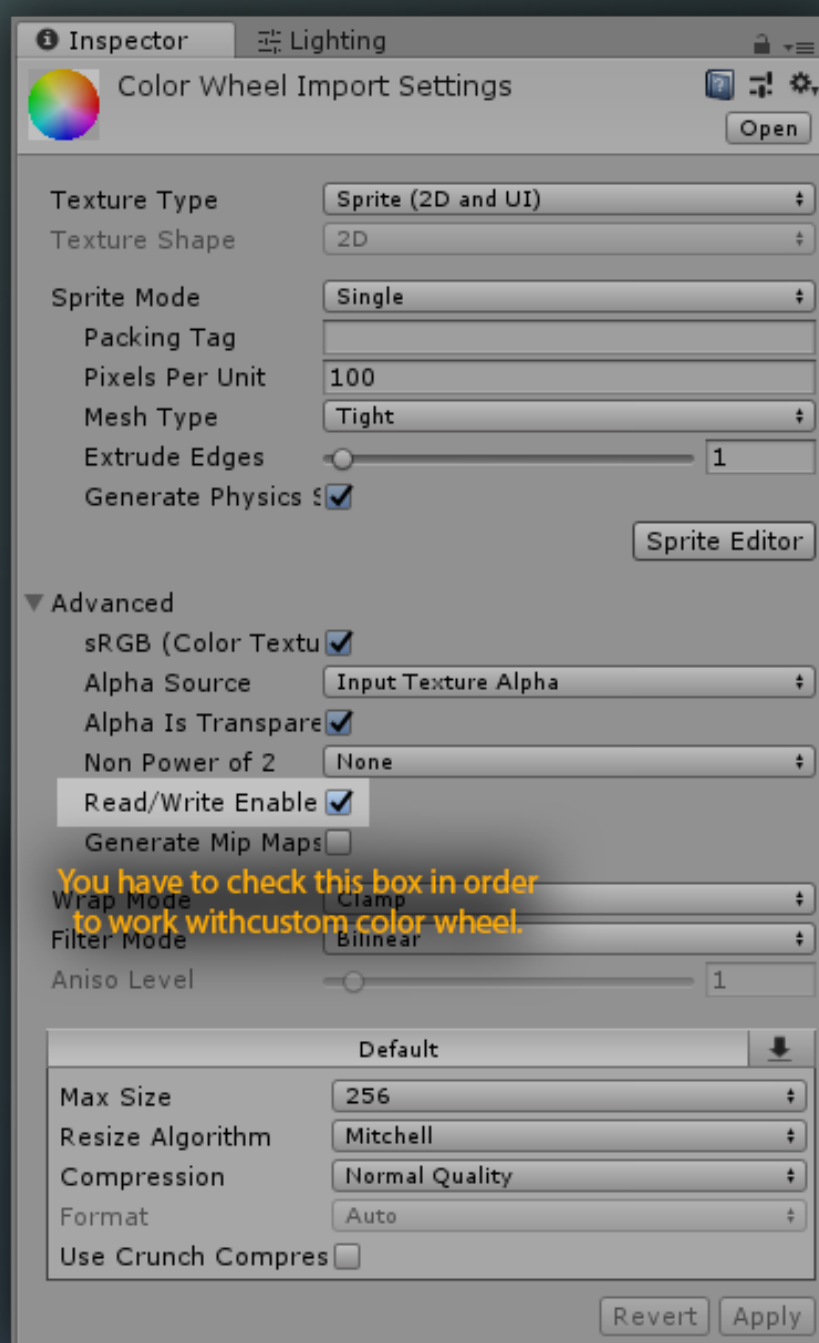 Inspector Lighting
Color Wheel Import Settings
Open
Texture Type Sprite (2D and UI)
Texture Shape 2D
Sprite Mode Single
Packing Tag
Pixels Per Unit 100
Mesh Type Tight
Extrude Edges 1
Generate Physics S
Sprite Editor
Advanced
sRGB (Color Textu
Alpha Source Input Texture Alpha
Alpha Is Transpare
Non Power of 2 None
Read/Write Enable
Generate Mip Maps
You have to check this box in order
Wrap Mode Clamp
to work withcustom color wheel.
Filter Mode Bilinear
Aniso Level 1
Default
Max Size 256
Resize Algorithm Mitchell
Compression Normal Quality
Format Auto
Use Crunch Compres
Revert Apply